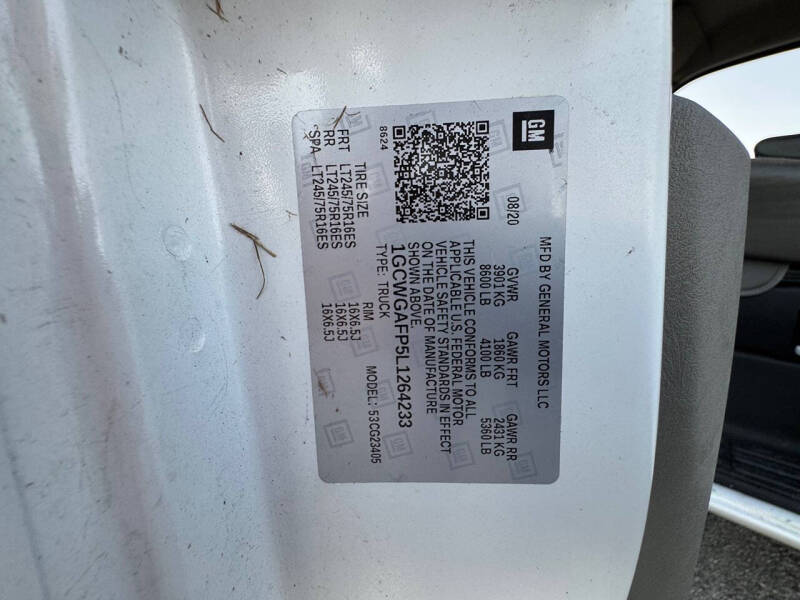 GM
MFD BY GENERAL MOTORS LLC
08/20 GVWR GAWR FRT GAWR RR
3901 KG 1860 KG 2431 KG
8600 LB 4100 LB 5360 LB
THIS VEHICLE CONFORMS TO ALL
APPLICABLE U.S. FEDERAL MOTOR
VEHICLE SAFETY STANDARDS IN EFFECT
ON THE DATE OF MANUFACTURE
SHOWN ABOVE.
1GCWGAFP5L1264233
8624 TYPE: TRUCK MODEL: 53CG23405
TIRE SIZE RIM
FRT LT245/75R16ES 16X6.5J
RR LT245/75R16ES 16X6.5J
SPA LT245/75R16ES 16X6.5J